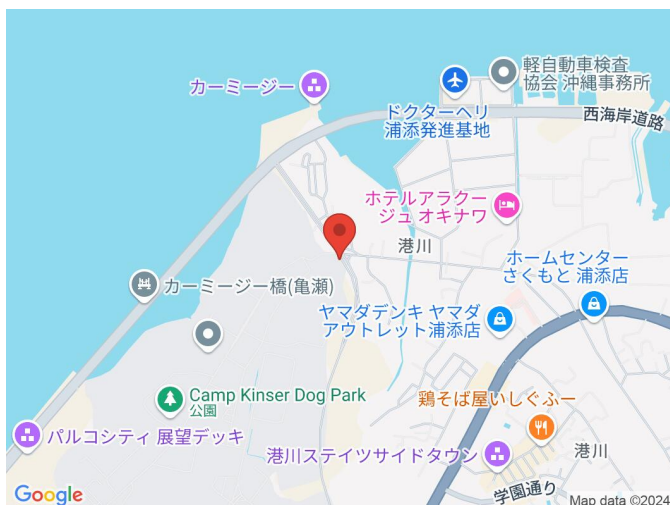 カーミージー
軽自動車検査
協会 沖縄事務所
ドクターヘリ
浦添発進基地
西海岸道路
ホテルアラクー
ジュ オキナワ
港川
ホームセンター
さくもと 浦添店
カーミージー橋(亀瀬)
ヤマダデンキ ヤマダ
アウトレット浦添店
Camp Kinser Dog Park
公園
鶏そば屋いしぐふー
パルコシティ 展望デッキ
港川ステイツサイドタウン
港川
学園通り
Google
Map data ©2024